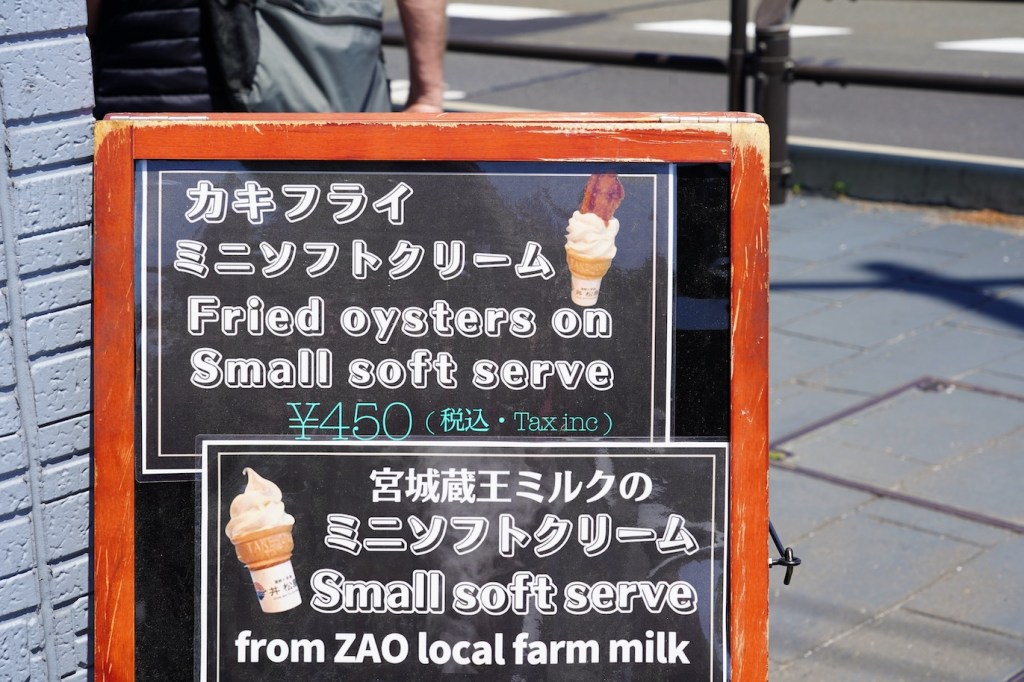 カキフライ
ミニソフトクリーム
Fried oysters on
Small soft serve
¥450 (税込・Tax inc)
宮城蔵王ミルクの
ミニソフトクリーム
Small soft serve
from ZAO local farm milk